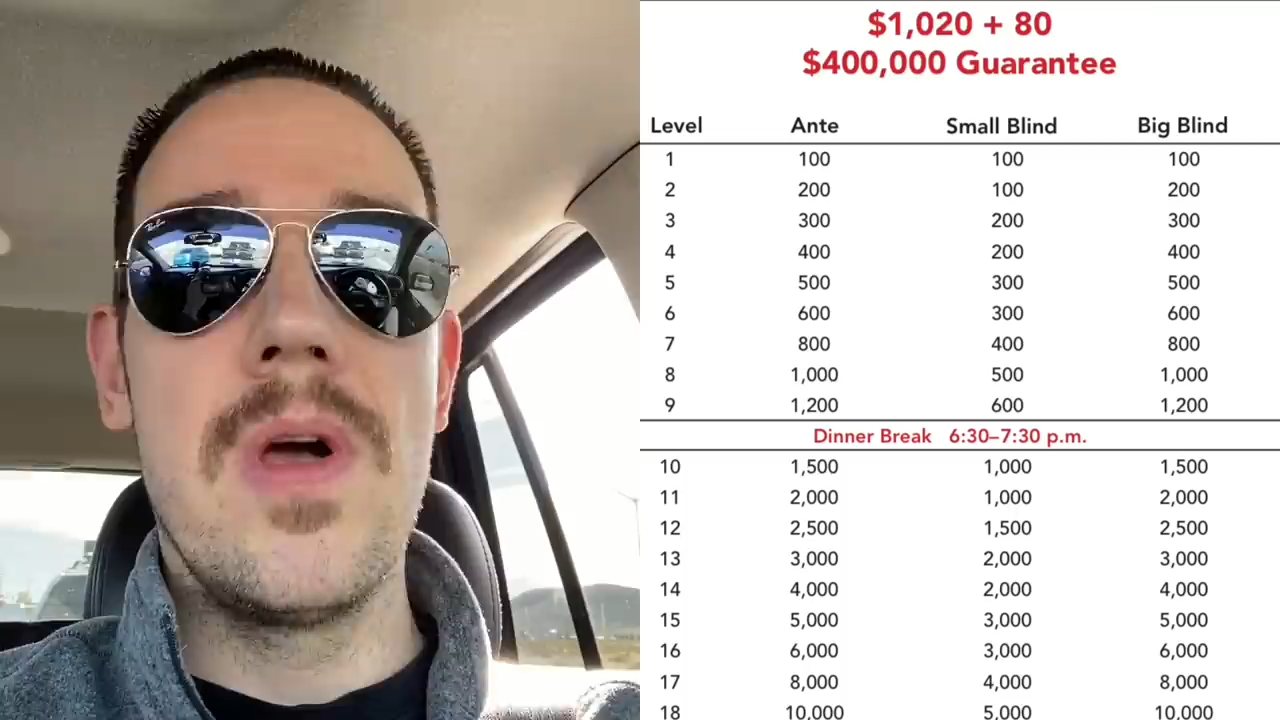 Ray-Ban
$1,020 + 80
$400,000 Guarantee
Level Ante Small Blind Big Blind
1 100 100 100
2 200 100 200
3 300 200 300
4 400 200 400
5 500 300 500
6 600 300 600
7 800 400 800
8 1,000 500 1,000
9 1,200 600 1,200
Dinner Break 6:30–7:30 p.m.
10 1,500 1,000 1,500
11 2,000 1,000 2,000
12 2,500 1,500 2,500
13 3,000 2,000 3,000
14 4,000 2,000 4,000
15 5,000 3,000 5,000
16 6,000 3,000 6,000
17 8,000 4,000 8,000
18 10,000 5,000 10,000